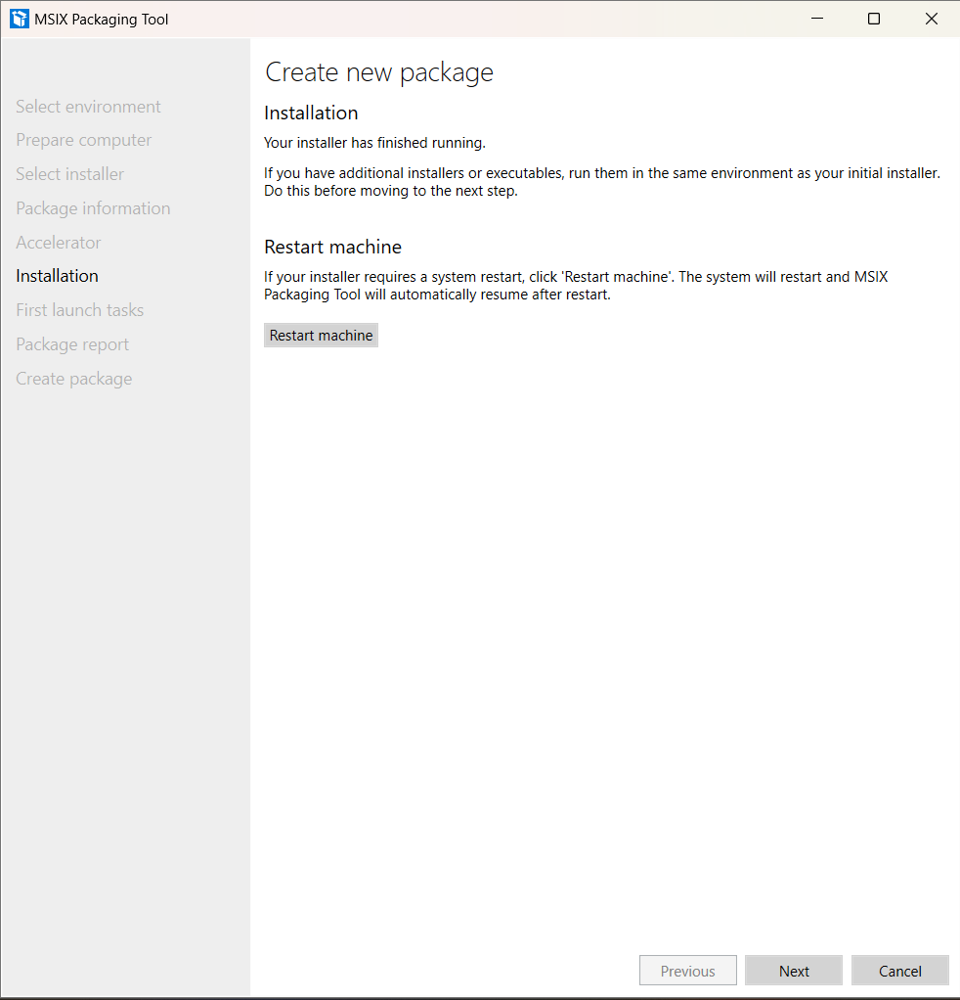 MSIX Packaging Tool
Select environment
Prepare computer
Select installer
Package information
Accelerator
Installation
First launch tasks
Package report
Create package
Create new package
Installation
Your installer has finished running.
If you have additional installers or executables, run them in the same environment as your initial installer.
Do this before moving to the next step.
Restart machine
If your installer requires a system restart, click 'Restart machine'. The system will restart and MSIX
Packaging Tool will automatically resume after restart.
Restart machine
Previous
Next
Cancel